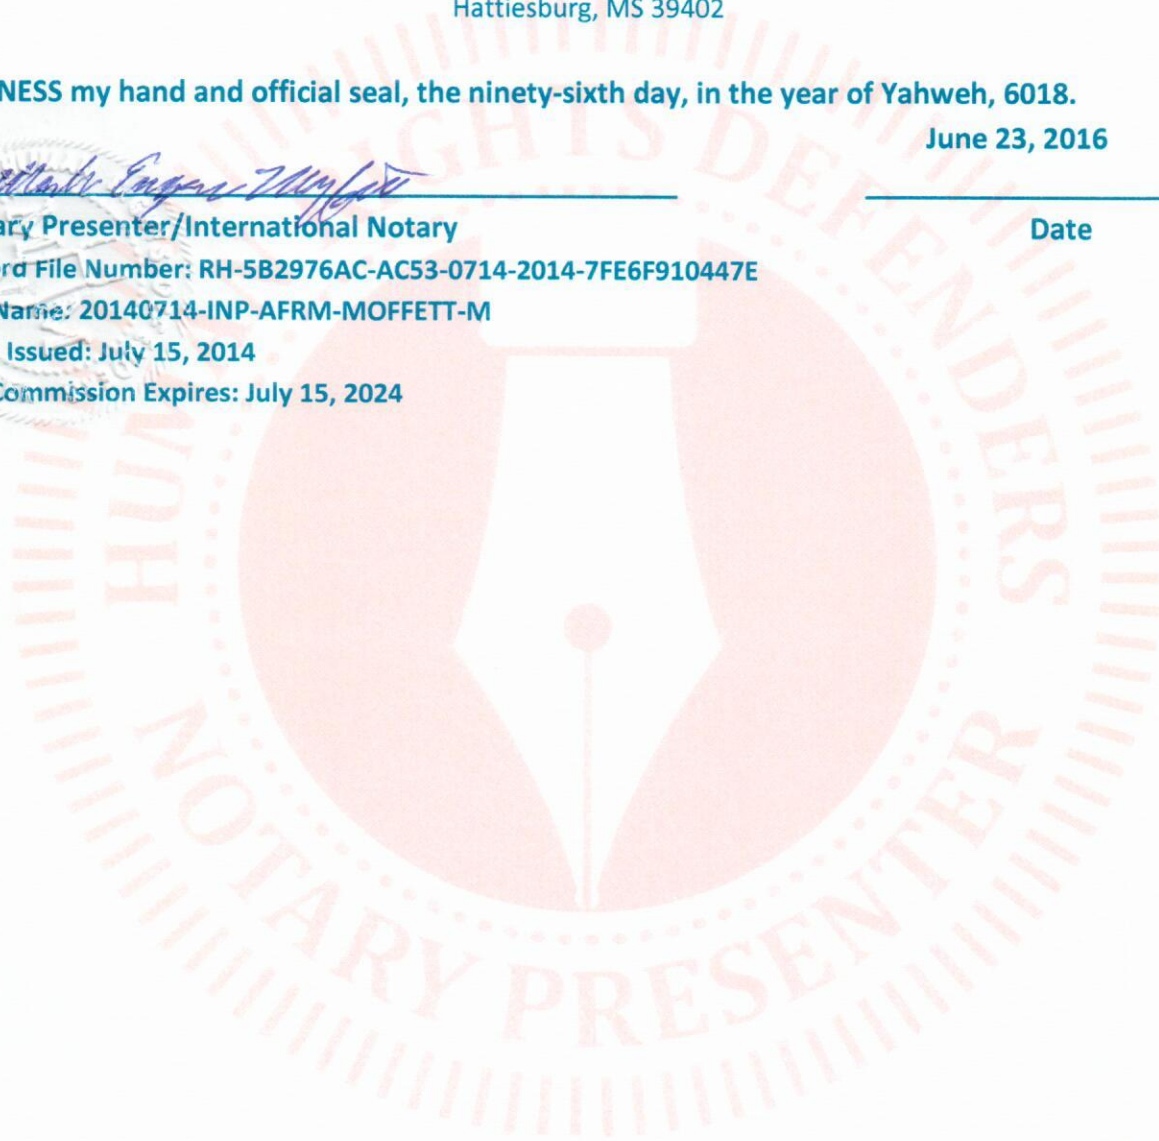 Hattiesburg, MS 39402
NESS my hand and official seal, the ninety-sixth day, in the year of Yahweh, 6018.
June 23, 2016
ary Presenter/International Notary
Date
rd File Number: RH-5B2976AC-AC53-0714-2014-7FE6F910447E
Name: 20140714-INP-AFRM-MOFFETT-M
Issued: July 15, 2014
Commission Expires: July 15, 2024
HUMAN RIGHTS DEFENDERS
NOTARY PRESENTER